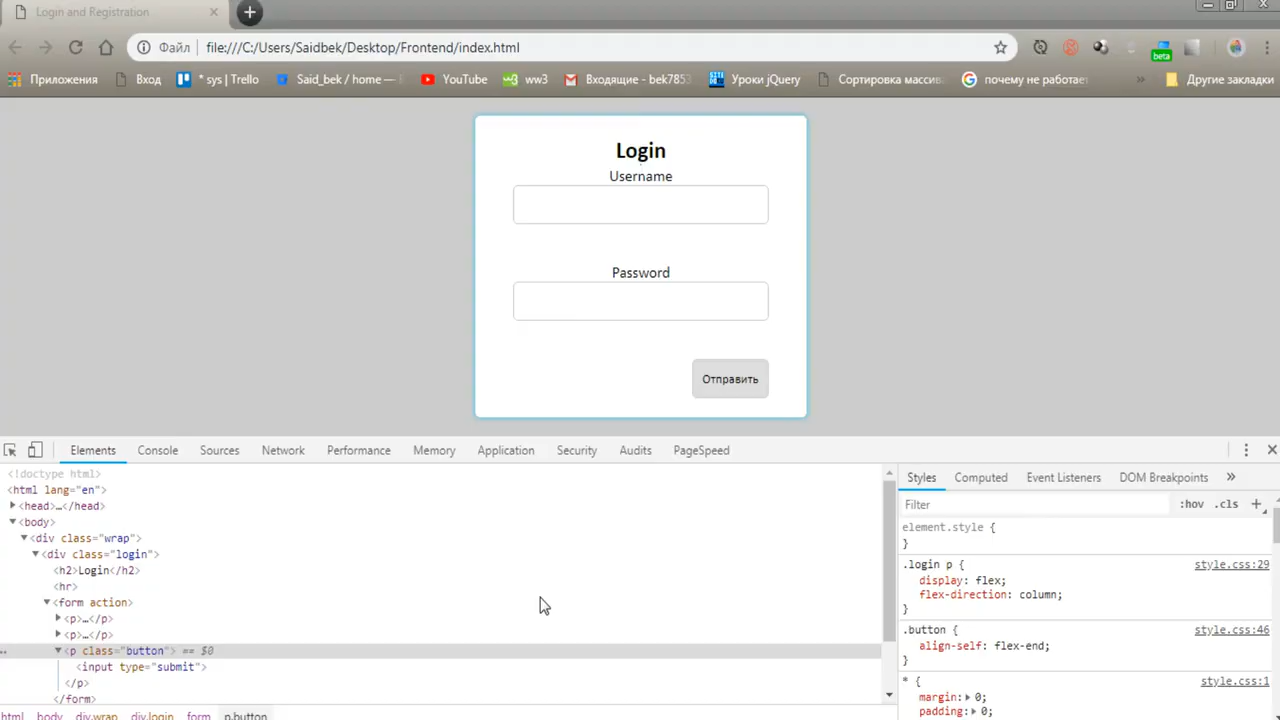 Login and Registration
Файл file:///C:/Users/Saidbek/Desktop/Frontend/index.html
beta
Приложения Вход * sys | Trello Said_bek / home — YouTube ww3 Входящие - bek7853 Уроки jQuery Сортировка массив почему не работает » Другие закладки
Login
Username
Password
Отправить
Elements Console Sources Network Performance Memory Application Security Audits PageSpeed
<!doctype html>
<html lang="en">
<head>…</head>
<body>
<div class="wrap">
<div class="login">
<h2>Login</h2>
<hr>
<form action>
<p>…</p>
<p>…</p>
<p class="button"> == $0
<input type="submit">
</p>
</form>
html body div.wrap div.login form p.button
Styles Computed Event Listeners DOM Breakpoints »
Filter :hov .cls +
element.style {
}
.login p { style.css:29
display: flex;
flex-direction: column;
}
.button { style.css:46
align-self: flex-end;
}
* { style.css:1
margin: 0;
padding: 0;